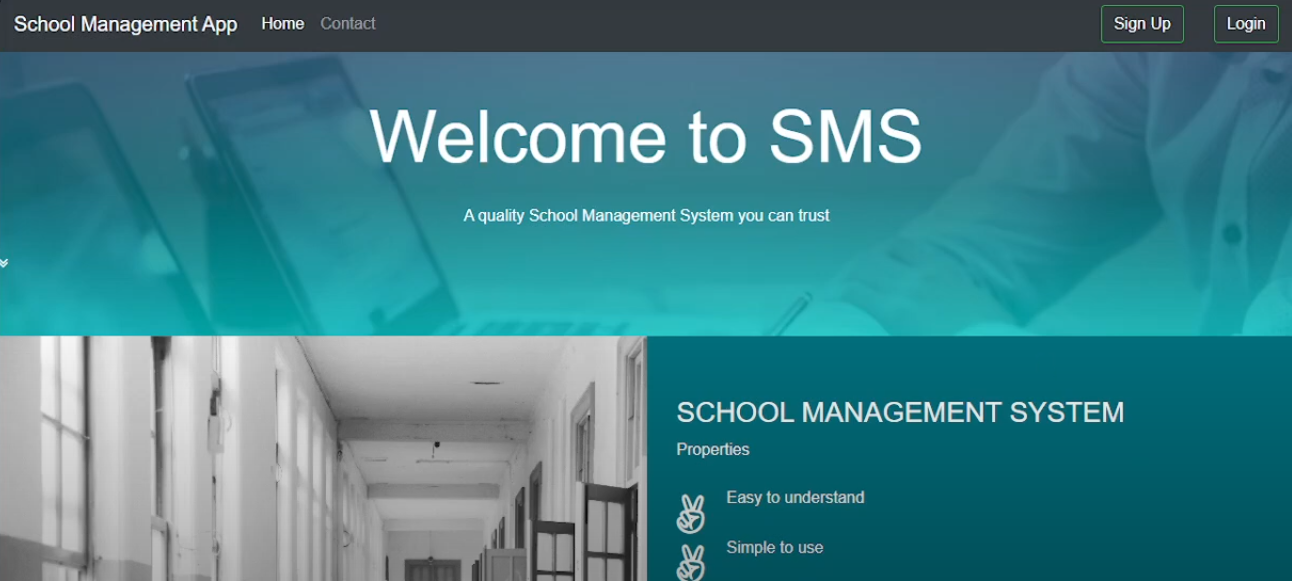 School Management App Home Contact Sign Up Login
Welcome to SMS
A quality School Management System you can trust
SCHOOL MANAGEMENT SYSTEM
Properties
Easy to understand
Simple to use